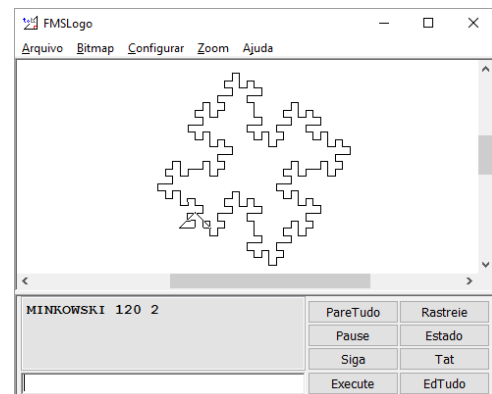 FMSLogo
Arquivo Bitmap Configurar Zoom Ajuda
MINKOWSKI 120 2
PareTudo Rastreie
Pause Estado
Siga Tat
Execute EdTudo